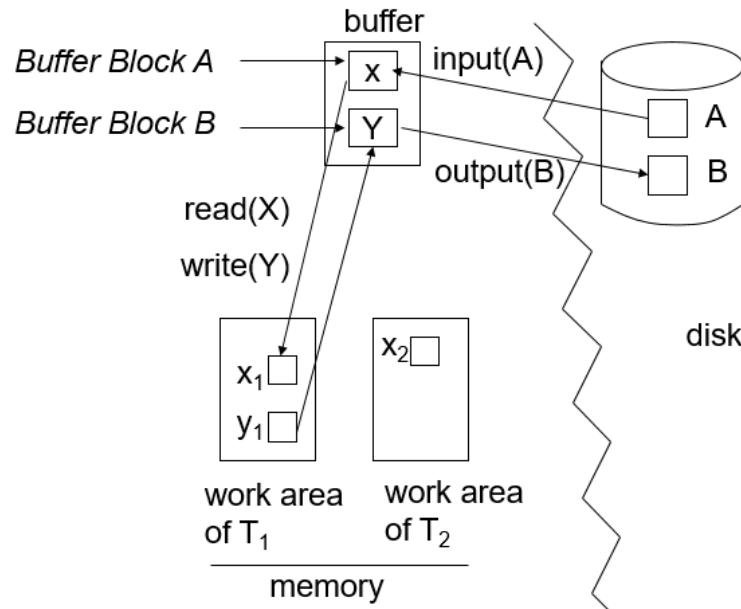 buffer
Buffer Block A
x
input(A)
A
Buffer Block B
Y
output(B)
B
read(X)
write(Y)
disk
x₁
x₂
y₁
work area
of T₁
work area
of T₂
memory